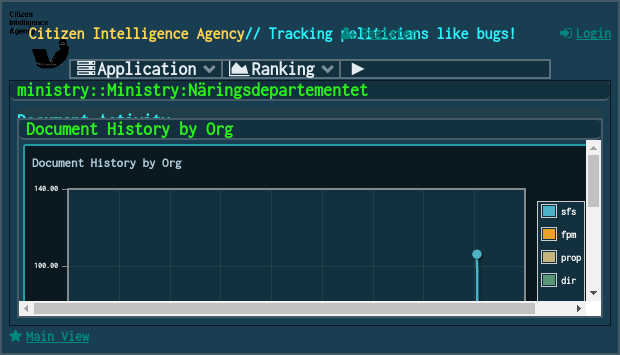 Citizen
Intelligence
Agency
Citizen Intelligence Agency// Tracking politicians like bugs!
Register
Login
Application
Ranking
ministry::Ministry:Näringsdepartementet
Document Activity
Document History by Org
Document History by Org
140.00
100.00
sfs
fpm
prop
dir
Main View